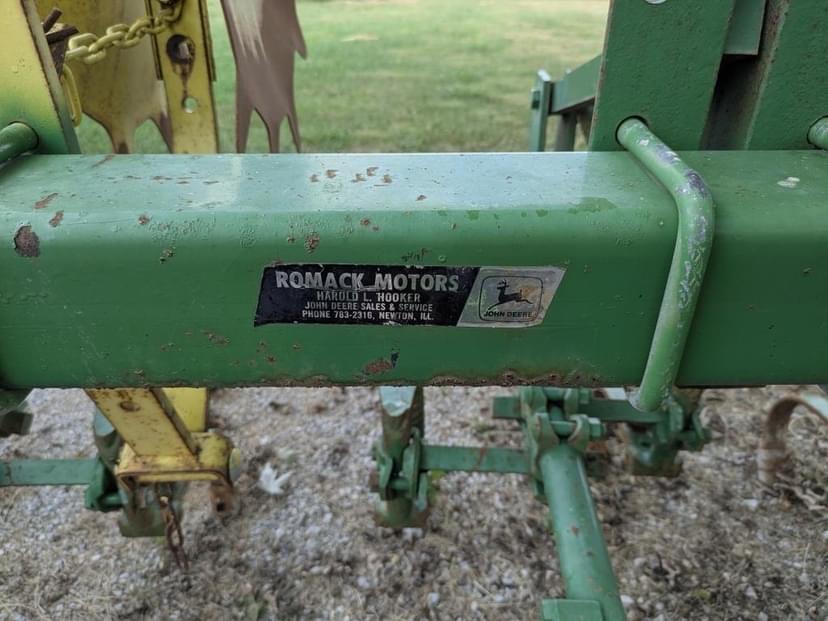 ROMACK MOTORS
HAROLD L. HOOKER
JOHN DEERE SALES & SERVICE
PHONE 783-2316, NEWTON, ILL.
JOHN DEERE